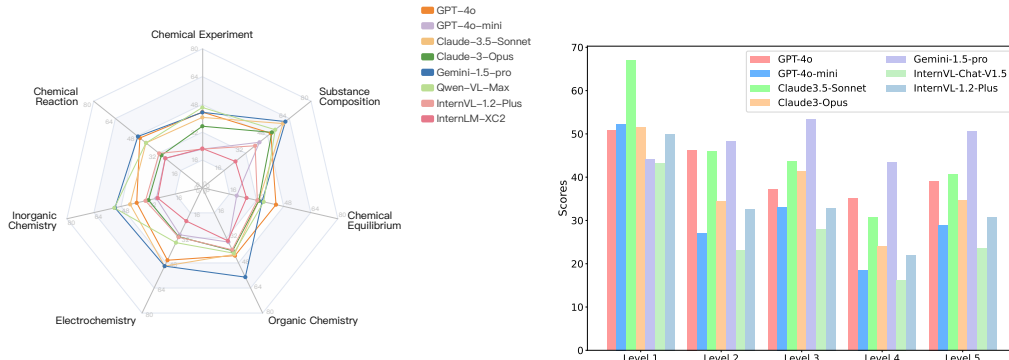 GPT-4o
GPT-4o-mini
Claude-3.5-Sonnet
Claude-3-Opus
Gemini-1.5-pro
Qwen-VL-Max
InternVL-1.2-Plus
InternLM-XC2
Chemical Experiment
80
64
Substance
Composition
Chemical
Equilibrium
Organic Chemistry
Electrochemistry
Inorganic
Chemistry
Chemical
Reaction
70
60
50
40
30
20
10
0
Scores
GPT-4o
GPT-4o-mini
Claude3.5-Sonnet
Claude3-Opus
Gemini-1.5-pro
InternVL-Chat-V1.5
InternVL-1.2-Plus
Level 1
Level 2
Level 3
Level 4
Level 5